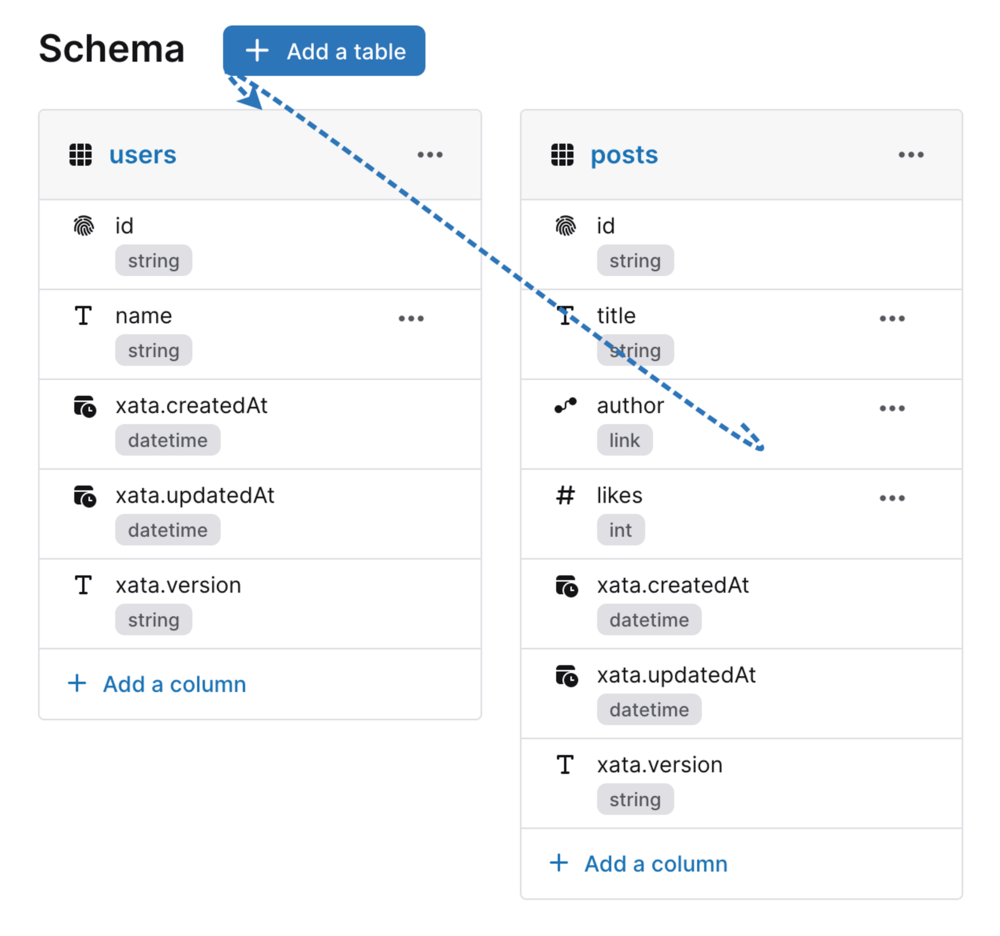 Schema
+ Add a table
users
id
string
name
string
xata.createdAt
datetime
xata.updatedAt
datetime
xata.version
string
+ Add a column
posts
id
string
title
string
author
link
# likes
int
xata.createdAt
datetime
xata.updatedAt
datetime
xata.version
string
+ Add a column